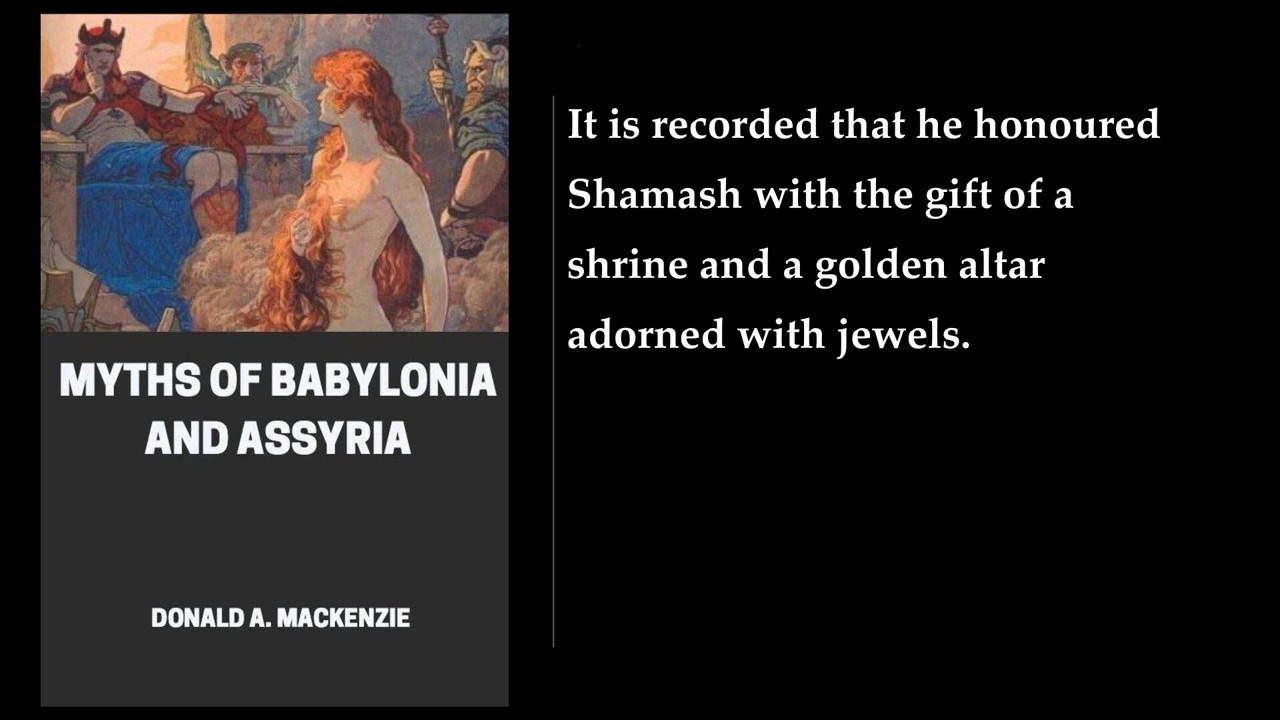 MYTHS OF BABYLONIA
AND ASSYRIA
DONALD A. MACKENZIE
It is recorded that he honoured
Shamash with the gift of a
shrine and a golden altar
adorned with jewels.